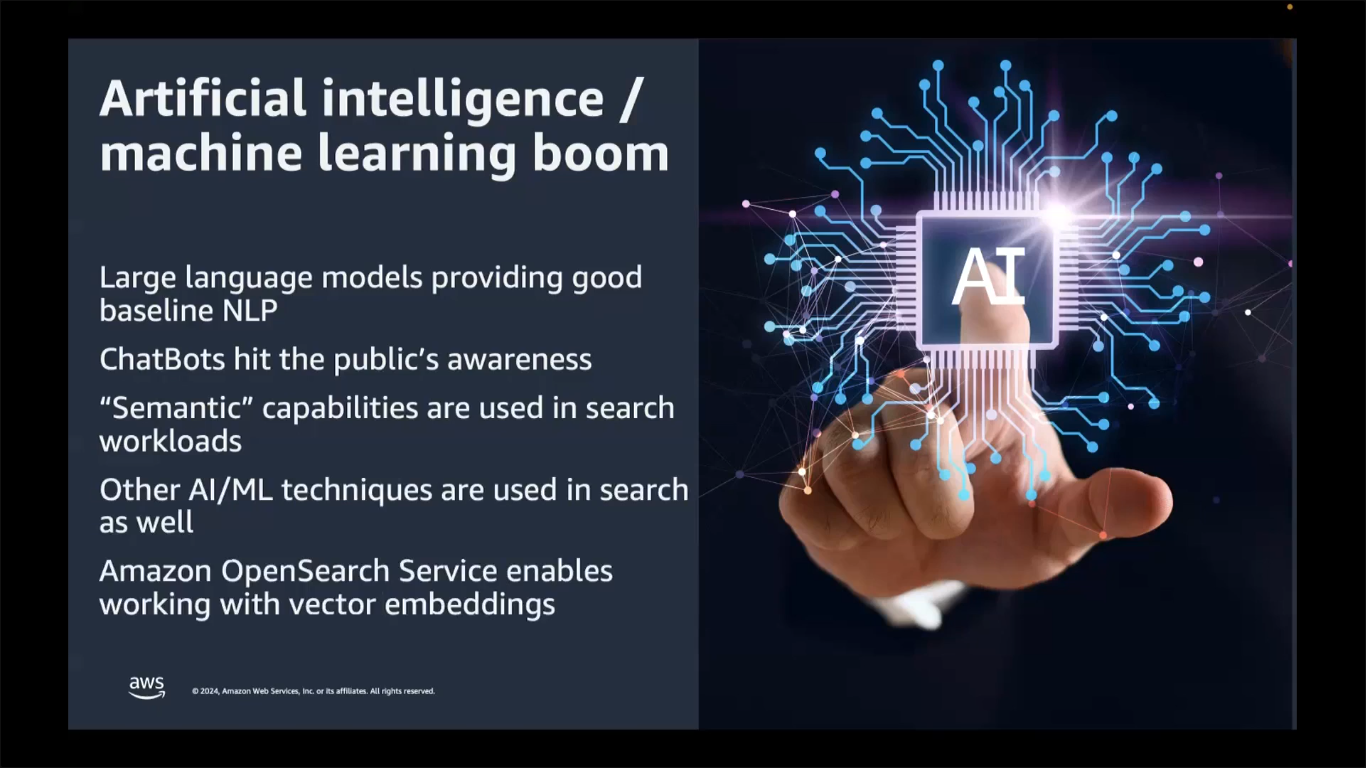 Artificial intelligence /
machine learning boom
Large language models providing good
baseline NLP
ChatBots hit the public’s awareness
“Semantic” capabilities are used in search
workloads
Other AI/ML techniques are used in search
as well
Amazon OpenSearch Service enables
working with vector embeddings
aws
© 2024, Amazon Web Services, Inc. or its affiliates. All rights reserved.
AI